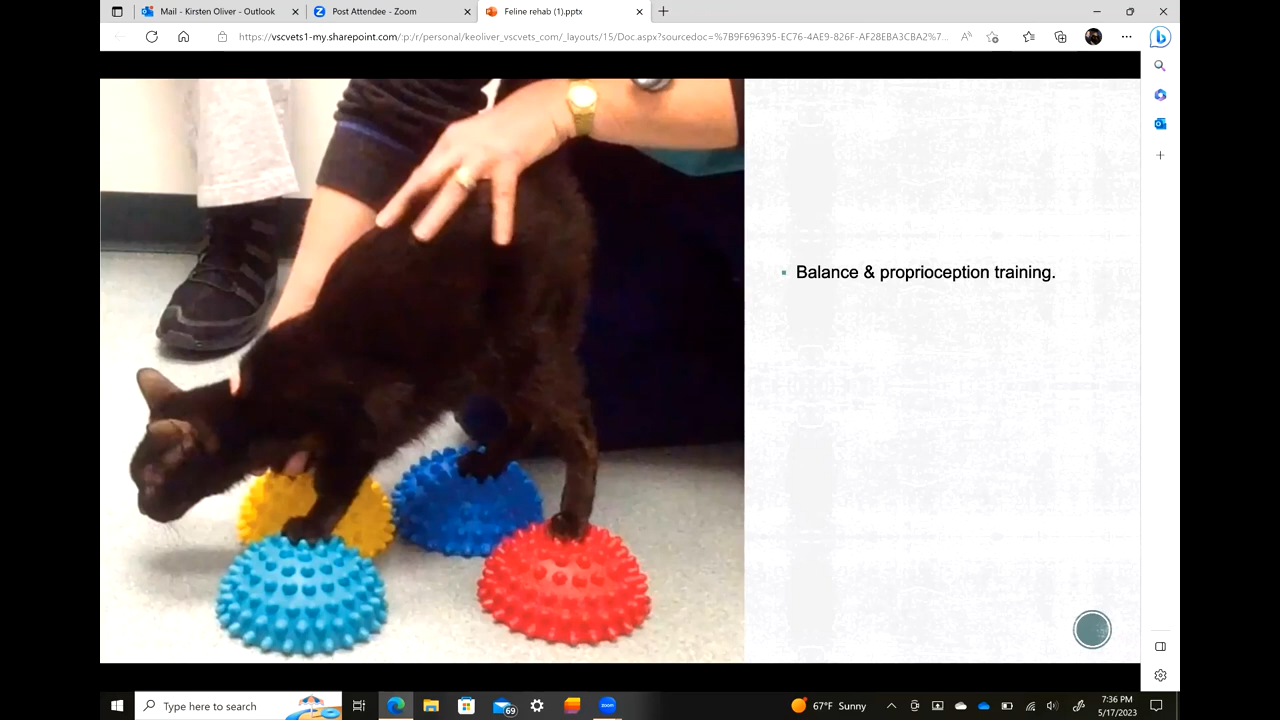 Mail - Kirsten Oliver - Outlook
Post Attendee - Zoom
Feline rehab (1).pptx
https://vscvets1-my.sharepoint.com/:p:/r/personal/keoliver_vscvets_com/_layouts/15/Doc.aspx?sourcedoc=%7B9F696395-EC76-4AE9-826F-AF28EBA3CBA2%7...
Balance & proprioception training.
Type here to search
69
zoom
67°F Sunny
7:36 PM
5/17/2023